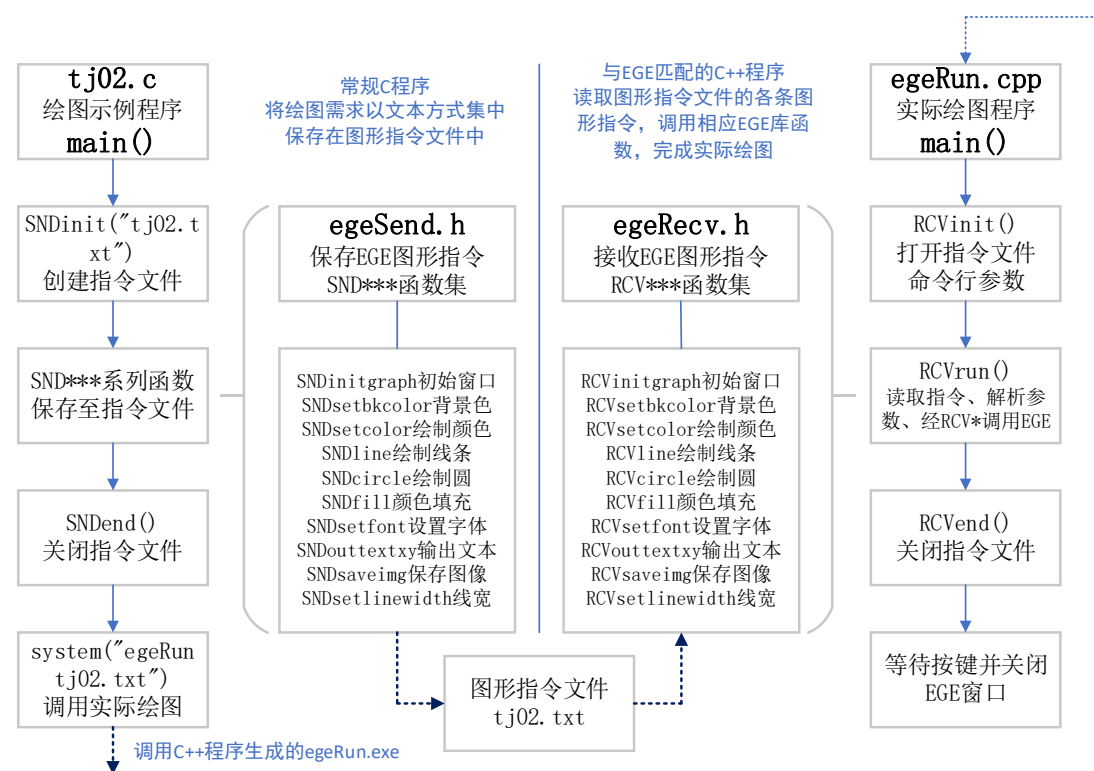 tj02.c
绘图示例程序
main()
SNDinit("tj02.t
xt")
创建指令文件
SND***系列函数
保存至指令文件
SNDend()
关闭指令文件
system("egeRun
tj02.txt")
调用实际绘图
调用C++程序生成的egeRun.exe
常规C程序
将绘图需求以文本方式集中
保存在图形指令文件中
egeSend.h
保存EGE图形指令
SND***函数集
SNDinitgraph初始窗口
SNDsetbkcolor背景色
SNDsetcolor绘制颜色
SNDline绘制线条
SNDcircle绘制圆
SNDfill颜色填充
SNDsetfont设置字体
SNDouttextxy输出文本
SNDsaveimg保存图像
SNDsetlinewidth线宽
图形指令文件
tj02.txt
与EGE匹配的C++程序
读取图形指令文件的各条图
形指令，调用相应EGE库函
数，完成实际绘图
egeRecv.h
接收EGE图形指令
RCV***函数集
RCVinitgraph初始窗口
RCVsetbkcolor背景色
RCVsetcolor绘制颜色
RCVline绘制线条
RCVcircle绘制圆
RCVfill颜色填充
RCVsetfont设置字体
RCVouttextxy输出文本
RCVsaveimg保存图像
RCVsetlinewidth线宽
egeRun.cpp
实际绘图程序
main()
RCVinit()
打开指令文件
命令行参数
RCVrun()
读取指令、解析参
数、经RCV*调用EGE
RCVend()
关闭指令文件
等待按键并关闭
EGE窗口